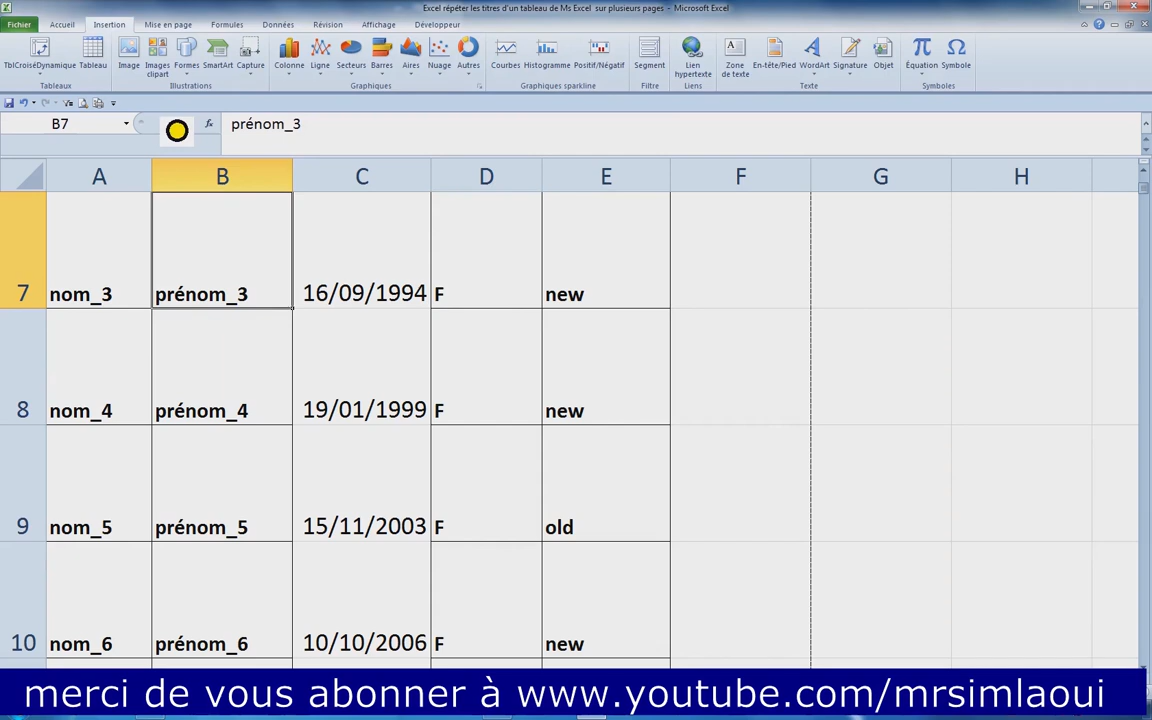 Excel répéter les titres d'un tableau de Ms Excel sur plusieurs pages - Microsoft Excel
Fichier Accueil Insertion Mise en page Formules Données Révision Affichage Développeur
TblCroiséDynamique Tableau Image Images clipart Formes SmartArt Capture Colonne Ligne Secteurs Barres Aires Nuage Autres Courbes Histogramme Positif/Négatif Segment Lien hypertexte Zone de texte En-tête/Pied WordArt Signature Objet Équation Symbole
Tableaux Illustrations Graphiques Graphiques sparkline Filtre Liens Texte Symboles
B7 fx prénom_3
A B C D E F G H
7 nom_3 prénom_3 16/09/1994 F new
8 nom_4 prénom_4 19/01/1999 F new
9 nom_5 prénom_5 15/11/2003 F old
10 nom_6 prénom_6 10/10/2006 F new
merci de vous abonner à www.youtube.com/mrsimlaoui